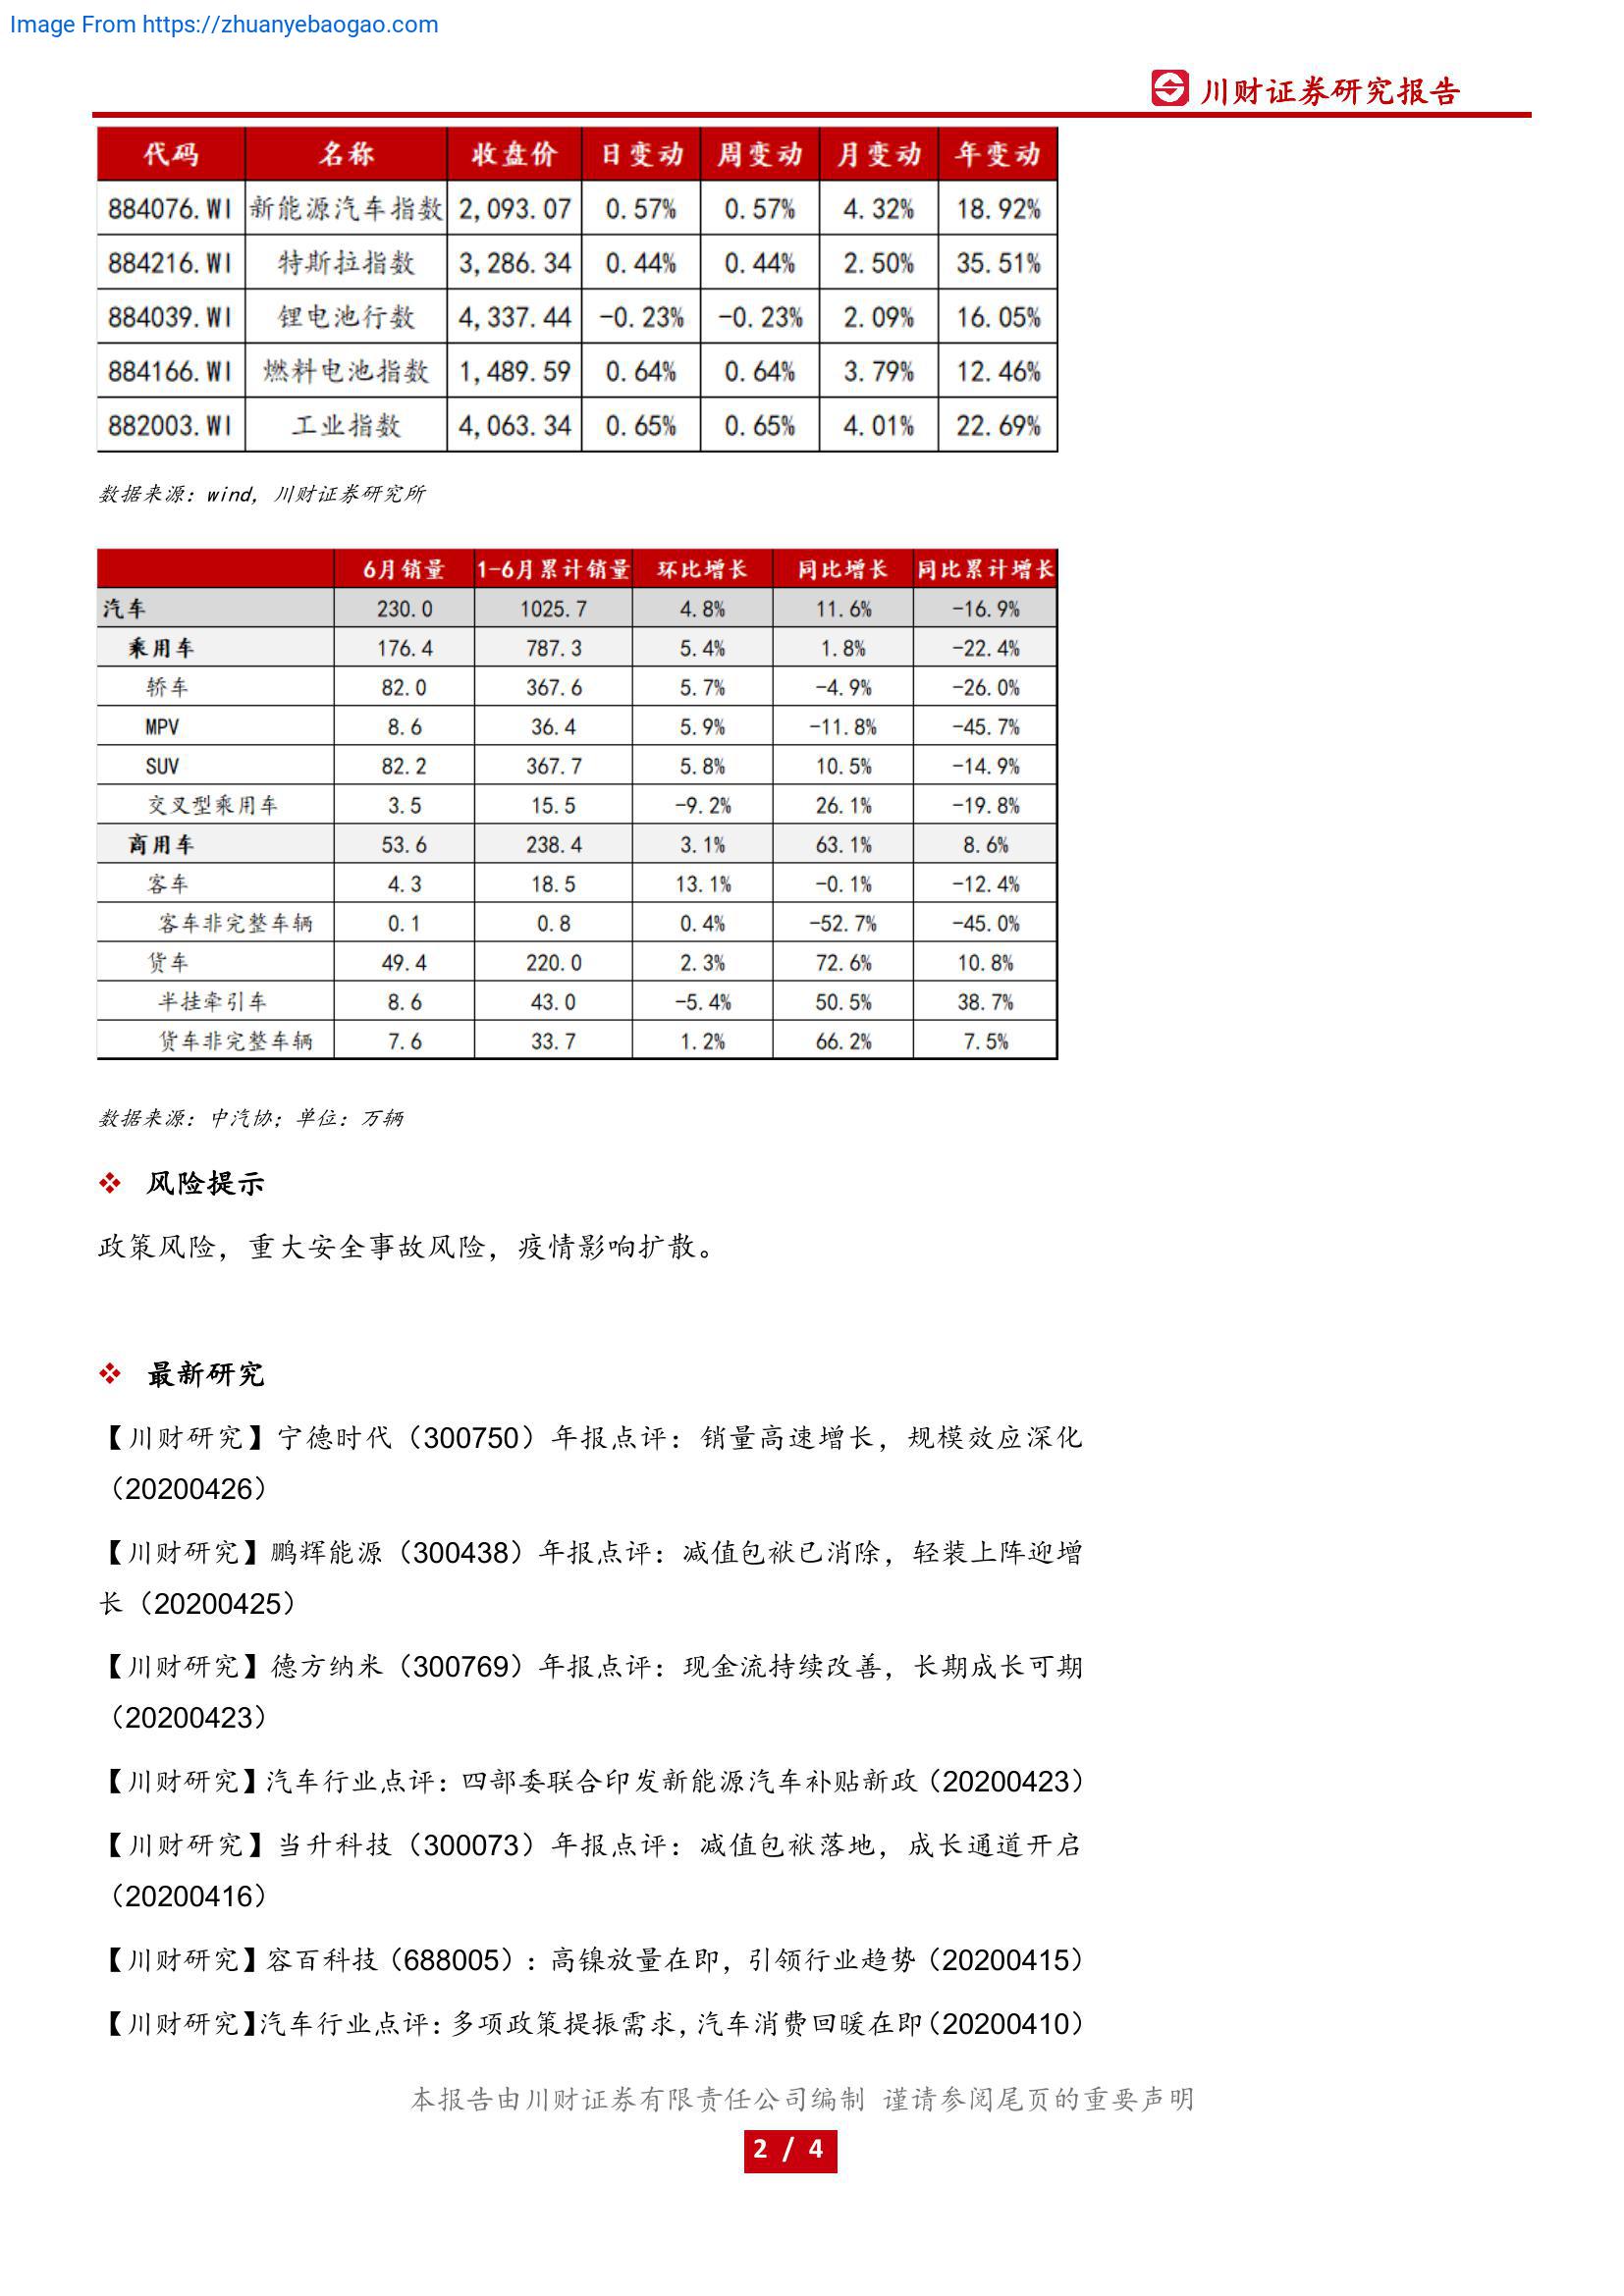 Image From https://zhuanyebaogao.com
川财证券研究报告
代码 名称 收盘价 日变动 周变动 月变动 年变动
884076.WI 新能源汽车指数 2,093.07 0.57% 0.57% 4.32% 18.92%
884216.WI 特斯拉指数 3,286.34 0.44% 0.44% 2.50% 35.51%
884039.WI 锂电池行数 4,337.44 -0.23% -0.23% 2.09% 16.05%
884166.WI 燃料电池指数 1,489.59 0.64% 0.64% 3.79% 12.46%
882003.WI 工业指数 4,063.34 0.65% 0.65% 4.01% 22.69%
数据来源：wind，川财证券研究所
6月销量 1-6月累计销量 环比增长 同比增长 同比累计增长
汽车 230.0 1025.7 4.8% 11.6% -16.9%
乘用车 176.4 787.3 5.4% 1.8% -22.4%
轿车 82.0 367.6 5.7% -4.9% -26.0%
MPV 8.6 36.4 5.9% -11.8% -45.7%
SUV 82.2 367.7 5.8% 10.5% -14.9%
交叉型乘用车 3.5 15.5 -9.2% 26.1% -19.8%
商用车 53.6 238.4 3.1% 63.1% 8.6%
客车 4.3 18.5 13.1% -0.1% -12.4%
客车非完整车辆 0.1 0.8 0.4% -52.7% -45.0%
货车 49.4 220.0 2.3% 72.6% 10.8%
半挂牵引车 8.6 43.0 -5.4% 50.5% 38.7%
货车非完整车辆 7.6 33.7 1.2% 66.2% 7.5%
数据来源：中汽协；单位：万辆
❖ 风险提示
政策风险，重大安全事故风险，疫情影响扩散。
❖ 最新研究
【川财研究】宁德时代（300750）年报点评：销量高速增长，规模效应深化
（20200426）
【川财研究】鹏辉能源（300438）年报点评：减值包袱已消除，轻装上阵迎增
长（20200425）
【川财研究】德方纳米（300769）年报点评：现金流持续改善，长期成长可期
（20200423）
【川财研究】汽车行业点评：四部委联合印发新能源汽车补贴新政（20200423）
【川财研究】当升科技（300073）年报点评：减值包袱落地，成长通道开启
（20200416）
【川财研究】容百科技（688005）：高镍放量在即，引领行业趋势（20200415）
【川财研究】汽车行业点评：多项政策提振需求，汽车消费回暖在即（20200410）
本报告由川财证券有限责任公司编制 谨请参阅尾页的重要声明
2 / 4